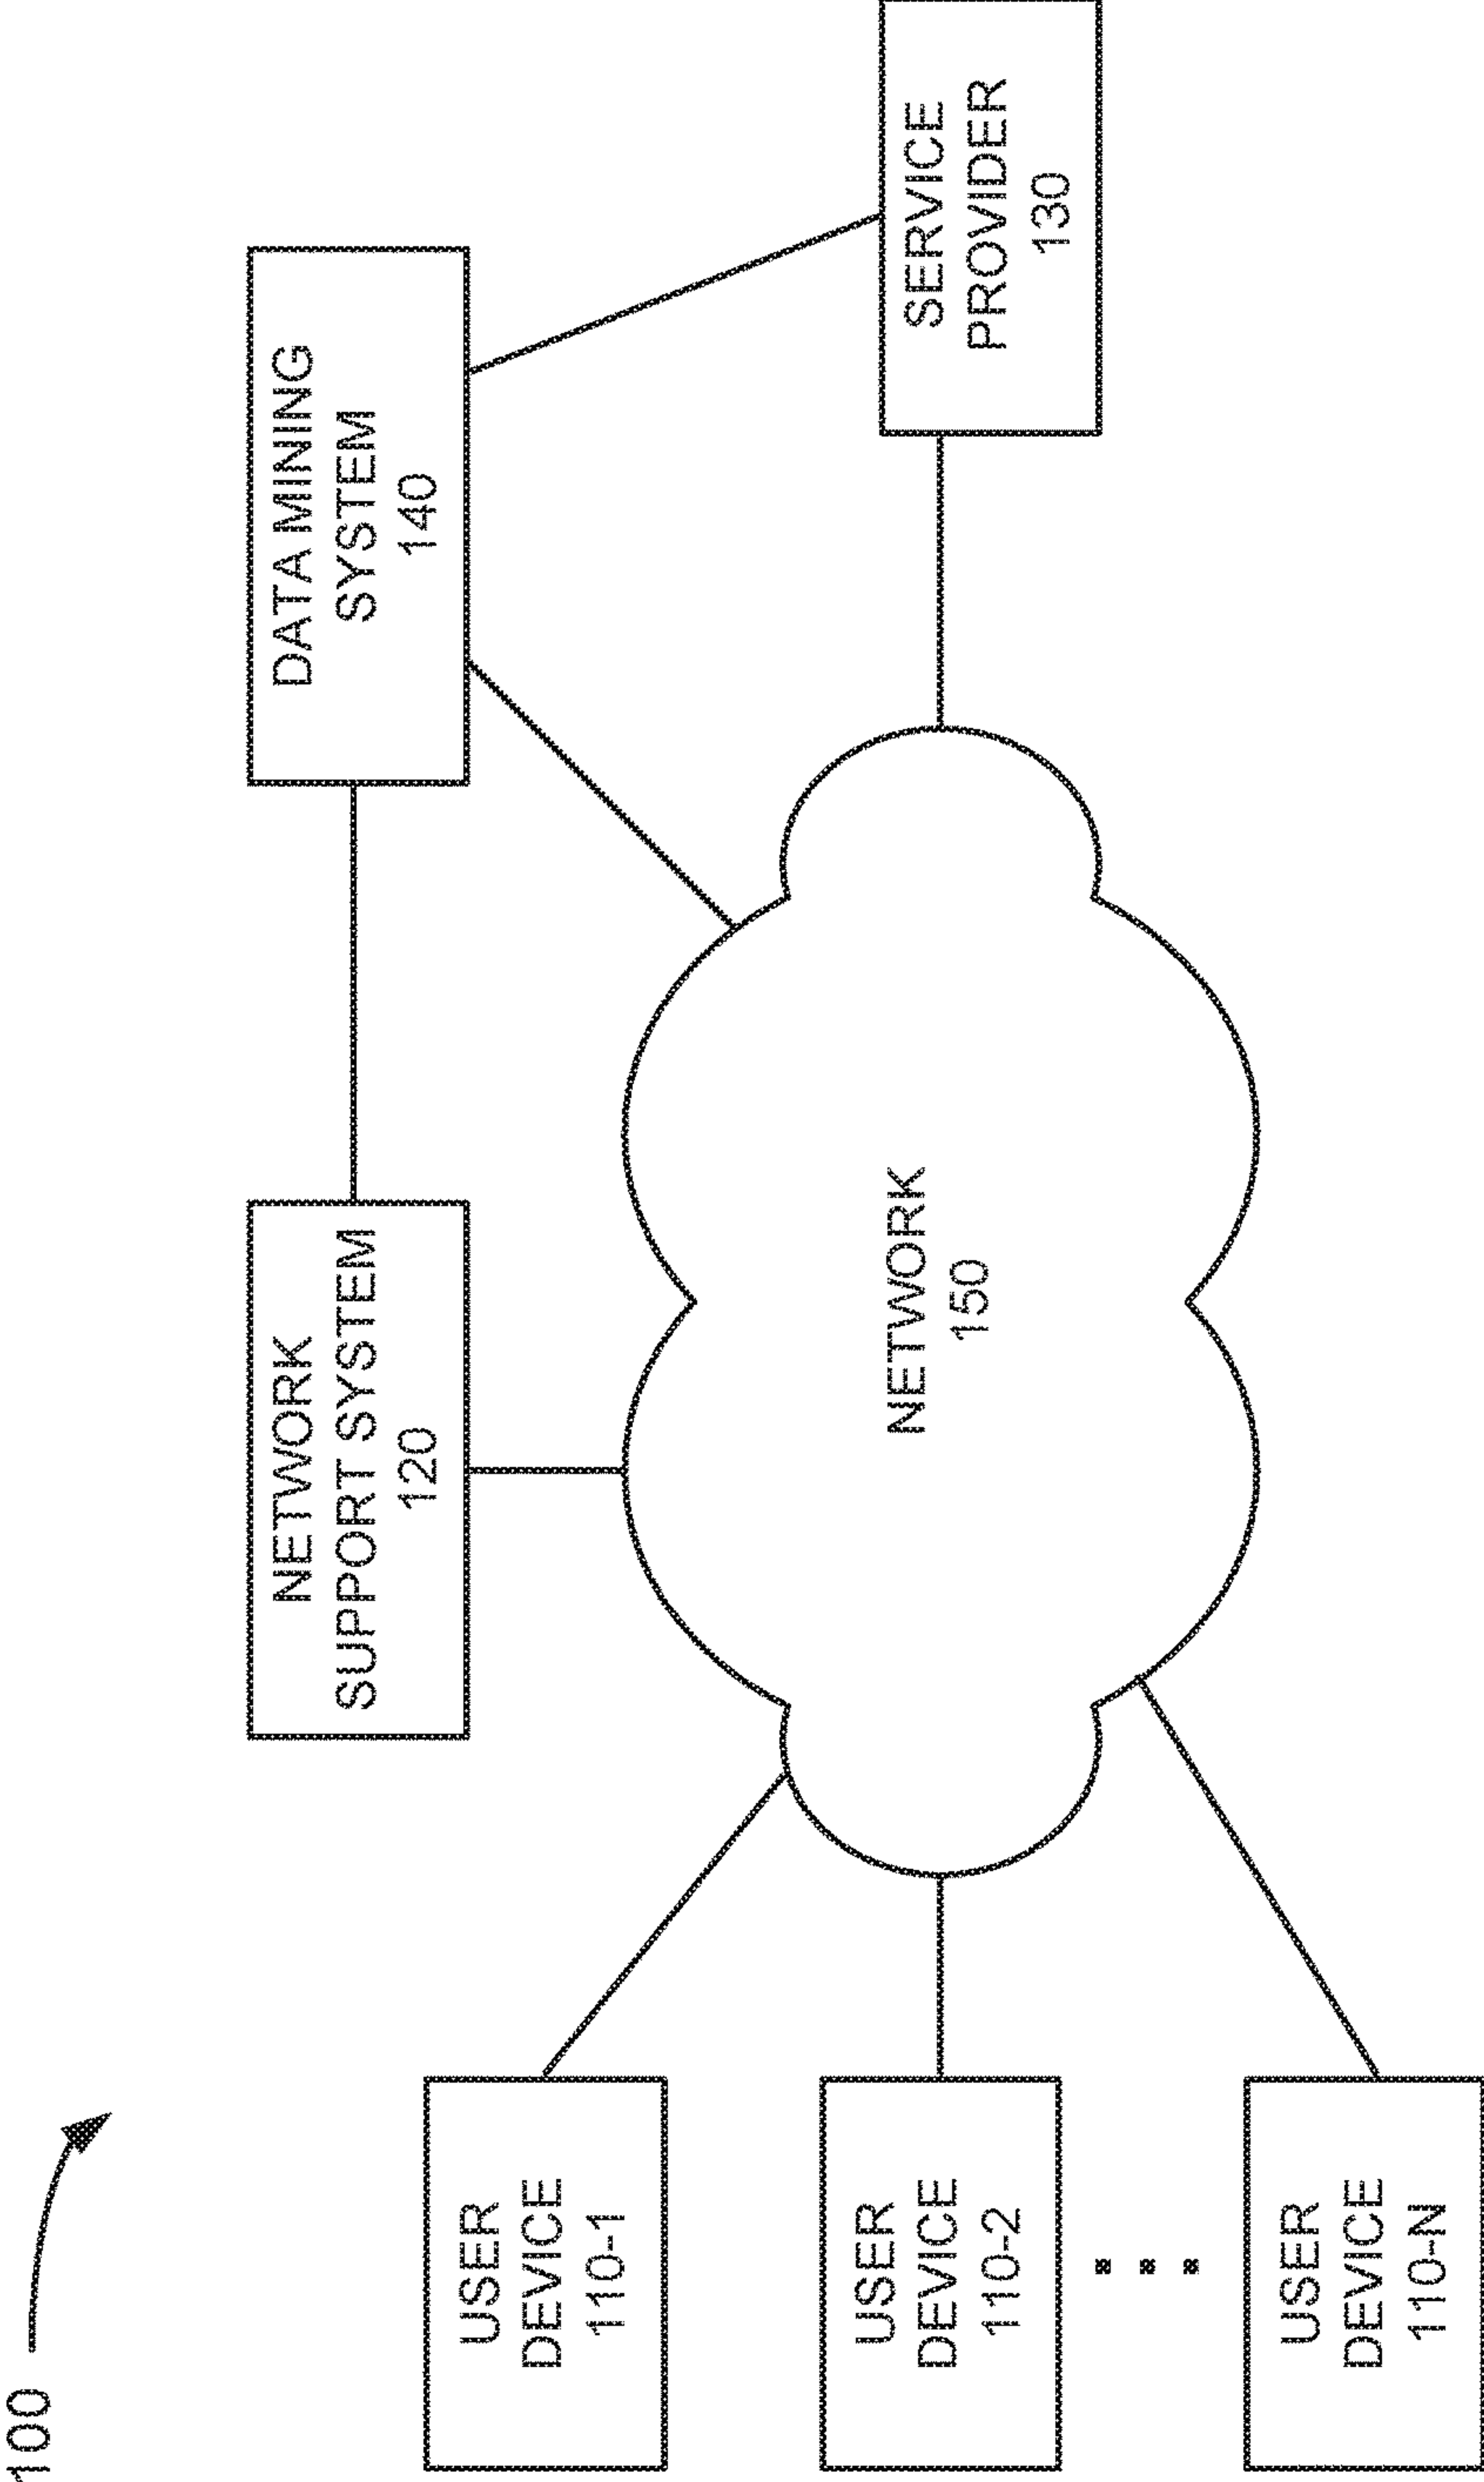 100
NETWORK
SUPPORT SYSTEM
120
DATA MINING
SYSTEM
140
USER
DEVICE
110-1
USER
DEVICE
110-2
USER
DEVICE
110-N
NETWORK
150
SERVICE
PROVIDER
130